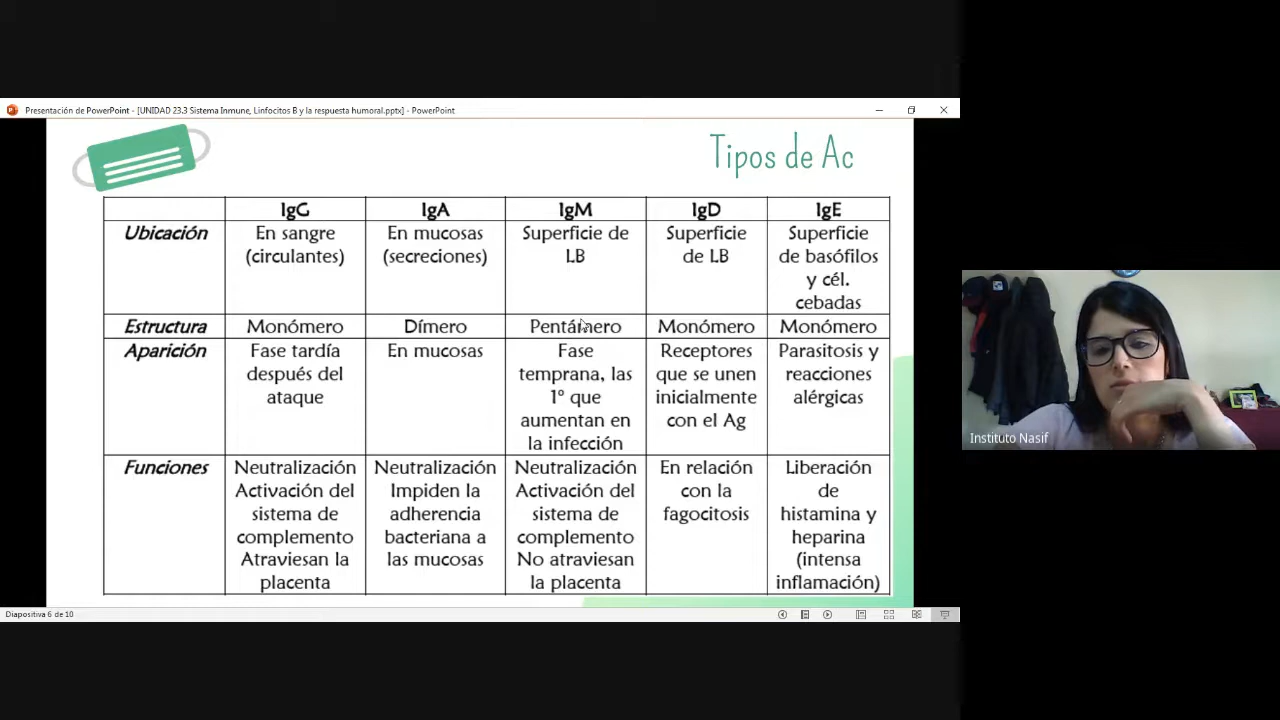 Presentación de PowerPoint - [UNIDAD 23.3 Sistema Inmune, Linfocitos B y la respuesta humoral.pptx] - PowerPoint
Tipos de Ac
IgG IgA IgM IgD IgE
Ubicación
En sangre
(circulantes)
En mucosas
(secreciones)
Superficie de
LB
Superficie
de LB
Superficie
de basófilos
y cél.
cebadas
Estructura
Monómero
Dímero
Pentámero
Monómero
Monómero
Aparición
Fase tardía
después del
ataque
En mucosas
Fase
temprana, las
1º que
aumentan en
la infección
Receptores
que se unen
inicialmente
con el Ag
Parasitosis y
reacciones
alérgicas
Funciones
Neutralización
Activación del
sistema de
complemento
Atraviesan la
placenta
Neutralización
Impiden la
adherencia
bacteriana a
las mucosas
Neutralización
Activación del
sistema de
complemento
No atraviesan
la placenta
En relación
con la
fagocitosis
Liberación
de
histamina y
heparina
(intensa
inflamación)
Diapositiva 6 de 10
Instituto Nasif